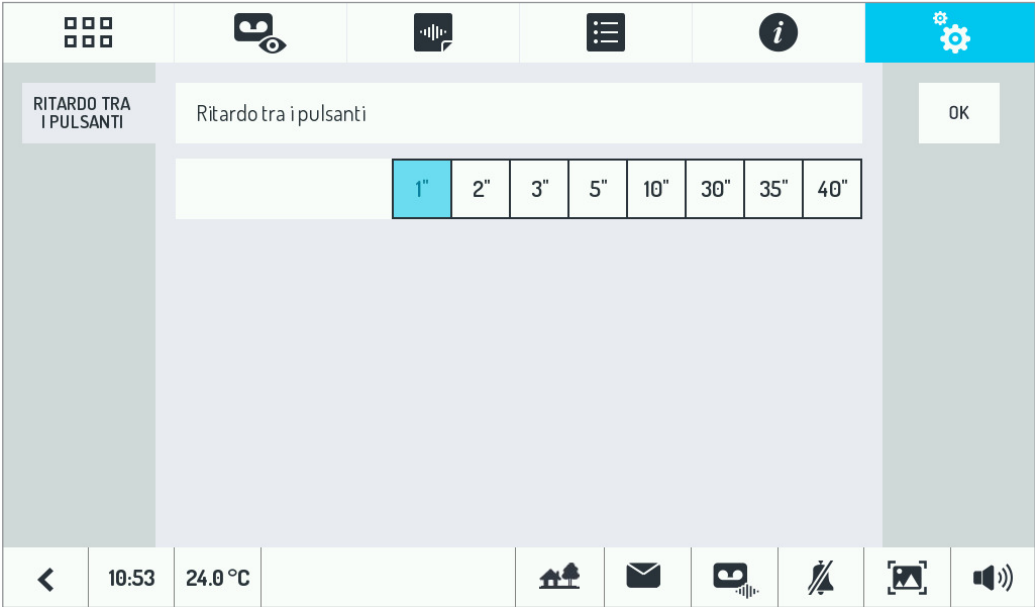 i
RITARDO TRA
I PULSANTI
Ritardo tra i pulsanti
OK
1" 2" 3" 5" 10" 30" 35" 40"
10:53 24.0 °C